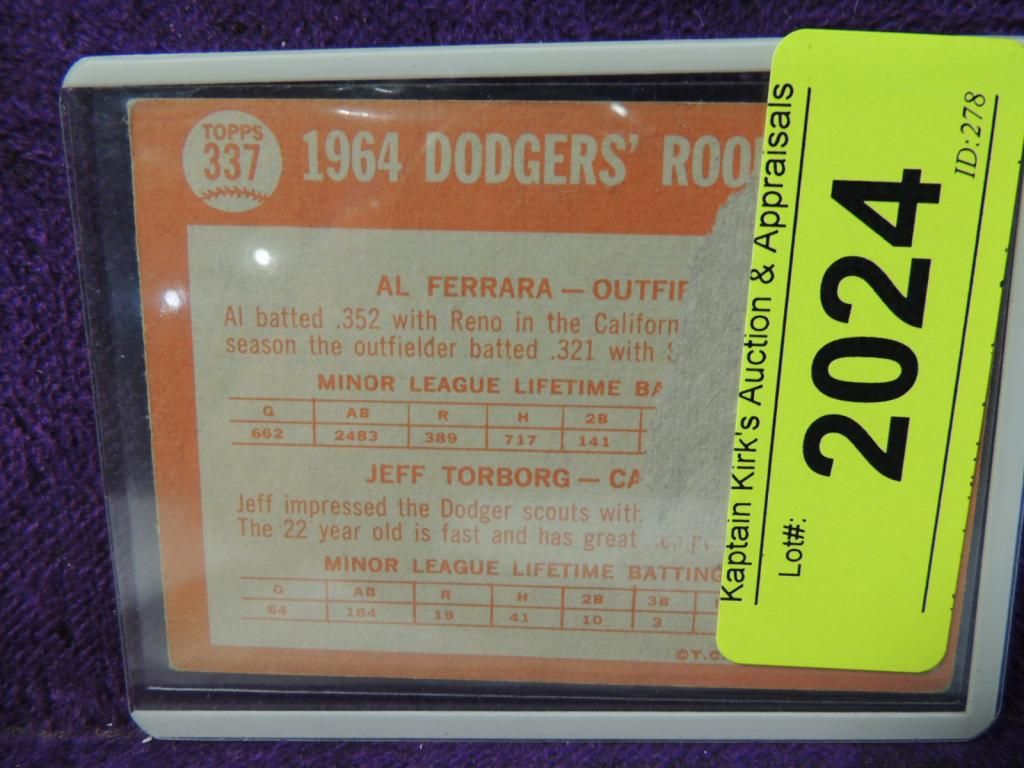 TOPPS
337
1964 DODGERS' ROO
AL FERRARA — OUTFIE
Al batted .352 with Reno in the Californ
season the outfielder batted .321 with
MINOR LEAGUE LIFETIME BA
G AB R H 2B
662 2483 389 717 141
JEFF TORBORG — CA
Jeff impressed the Dodger scouts with
The 22 year old is fast and has great
MINOR LEAGUE LIFETIME BATTING
G AB R H 2B 3B
64 184 19 41 10 3
©T.C.
Kaptain Kirk's Auction & Appraisals
Lot#:
2024
ID:278